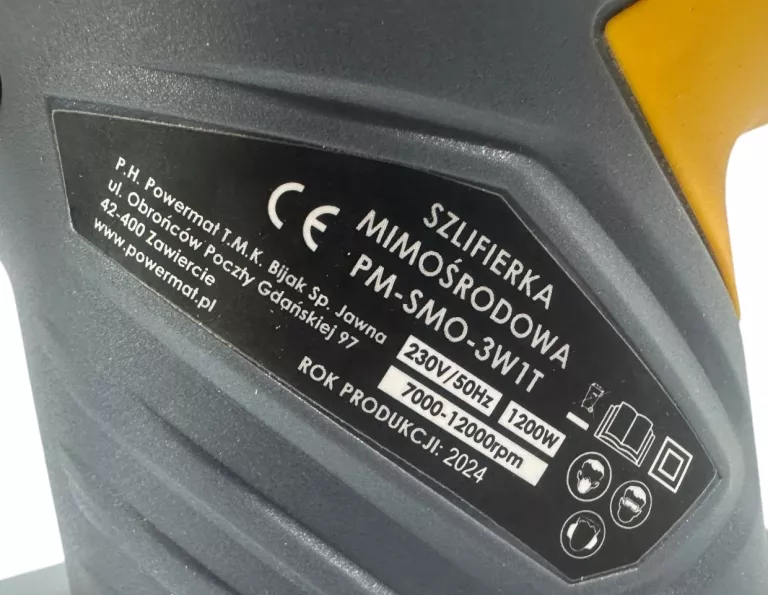 SZLIFIERKA
MIMOŚRODOWA
PM-SMO-3W1T
CE
P.H. Powermat T.M.K. Bijak Sp. Jawna
ul. Obrońców Poczty Gdańskiej 97
42-400 Zawiercie
www.powermat.pl
230V/50Hz 1200W
7000-12000rpm
ROK PRODUKCJI: 2024